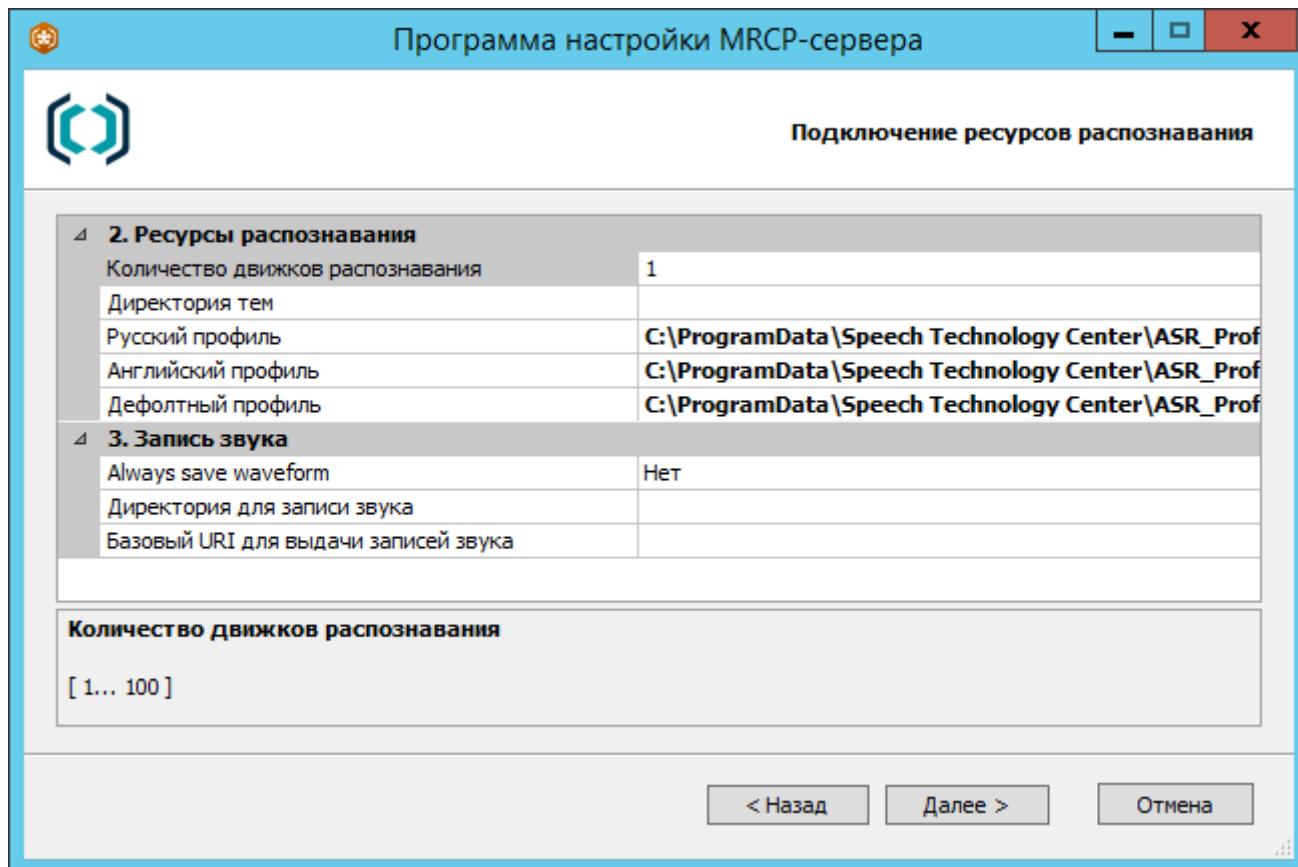 Программа настройки MRCP-сервера
Подключение ресурсов распознавания
2. Ресурсы распознавания
Количество движков распознавания 1
Директория тем
Русский профиль C:\ProgramData\Speech Technology Center\ASR_Prof
Английский профиль C:\ProgramData\Speech Technology Center\ASR_Prof
Дефолтный профиль C:\ProgramData\Speech Technology Center\ASR_Prof
3. Запись звука
Always save waveform Нет
Директория для записи звука
Базовый URI для выдачи записей звука
Количество движков распознавания
[ 1... 100 ]
< Назад Далее > Отмена